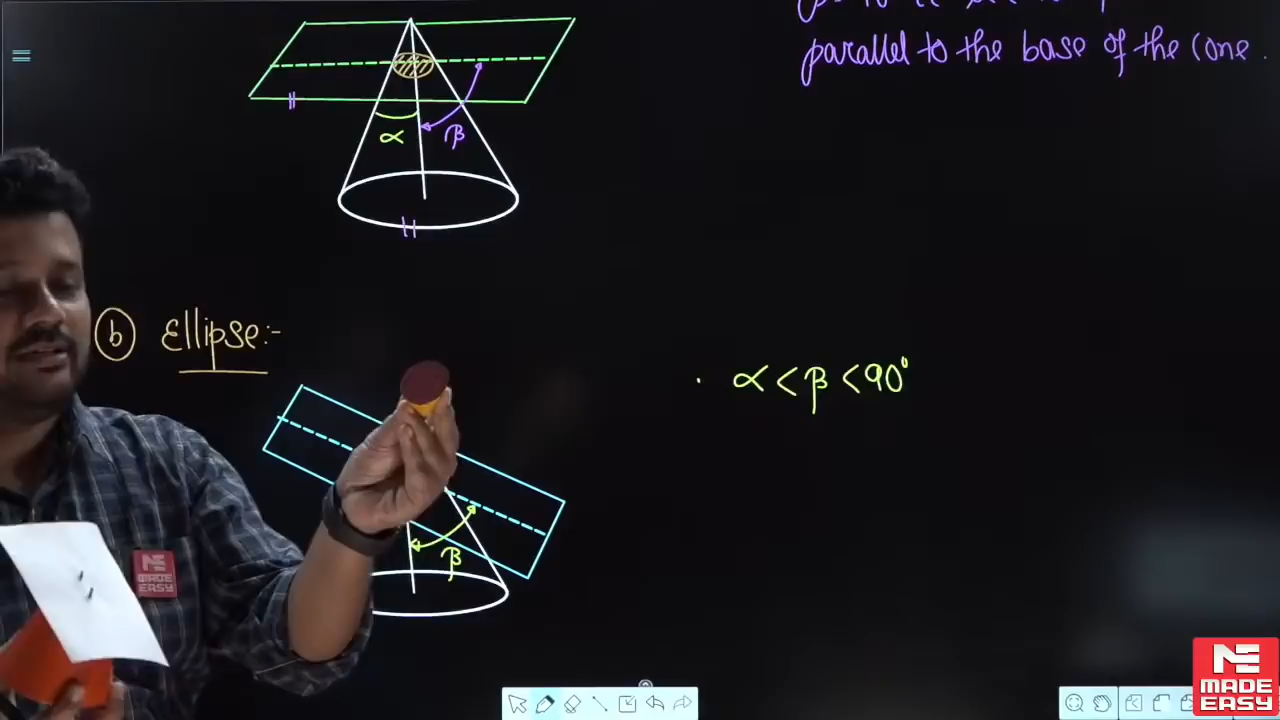 parallel to the base of the cone.
α
β
b Ellipse:-
α < β < 90°
β
MADE EASY
MADE
EASY